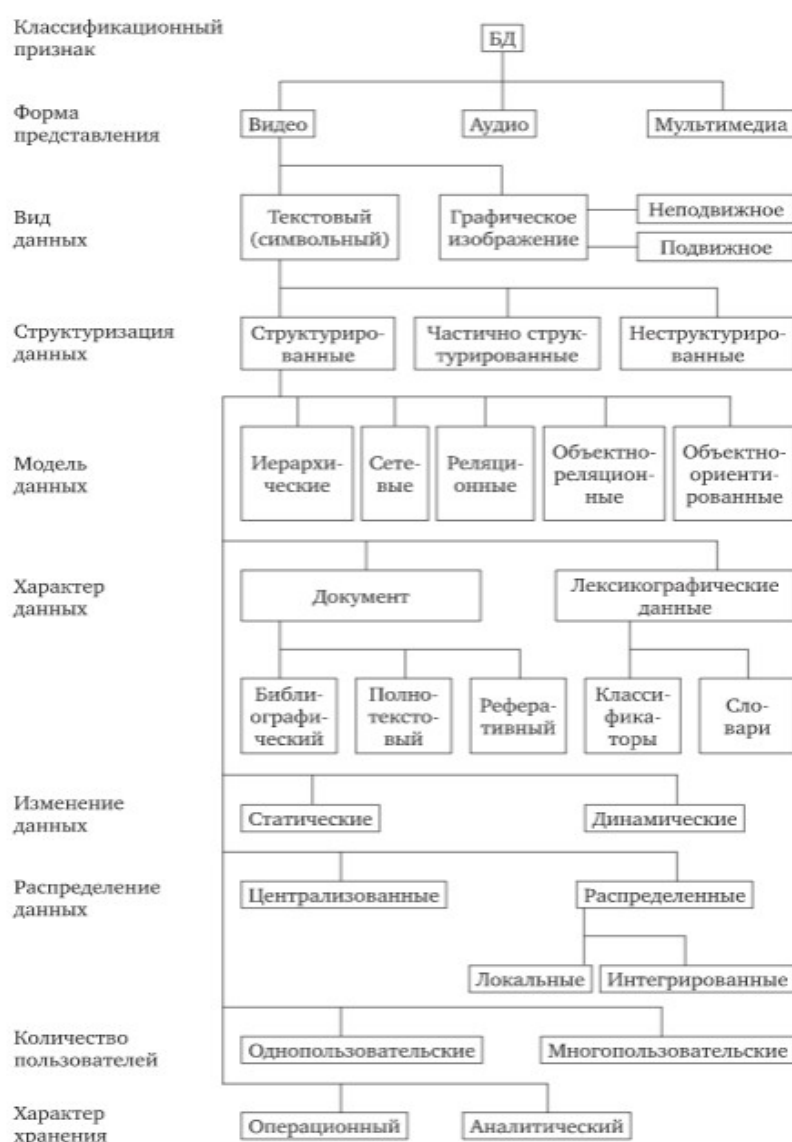 Классификационный
признак
БД
Форма
представления
Видео
Аудио
Мультимедиа
Вид
данных
Текстовый
(символьный)
Графическое
изображение
Неподвижное
Подвижное
Структуризация
данных
Структуриро-
ванные
Частично струк-
турированные
Неструктуриро-
ванные
Модель
данных
Иерархи-
ческие
Сете-
вые
Реляци-
онные
Объектно-
реляцион-
ные
Объектно-
ориенти-
рованные
Характер
данных
Документ
Лексикографические
данные
Библи-
ографи-
ческий
Полно-
тексто-
вый
Рефера-
тивный
Класси-
фика-
торы
Сло-
вари
Изменение
данных
Статические
Динамические
Распределение
данных
Централизованные
Распределенные
Локальные
Интегрированные
Количество
пользователей
Однопользовательские
Многопользовательские
Характер
хранения
Операционный
Аналитический